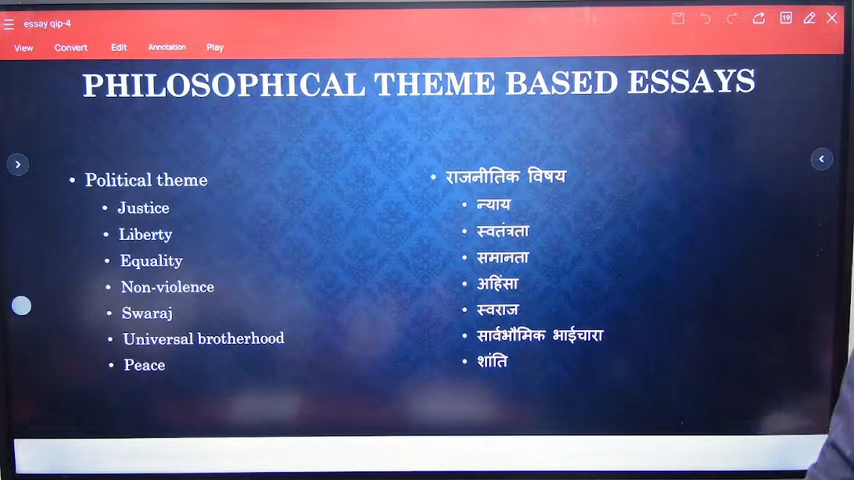 essay qip-4
19
View Convert Edit Annotation Play
PHILOSOPHICAL THEME BASED ESSAYS
• Political theme
• Justice
• Liberty
• Equality
• Non-violence
• Swaraj
• Universal brotherhood
• Peace
• राजनीतिक विषय
• न्याय
• स्वतंत्रता
• समानता
• अहिंसा
• स्वराज
• सार्वभौमिक भाईचारा
• शांति